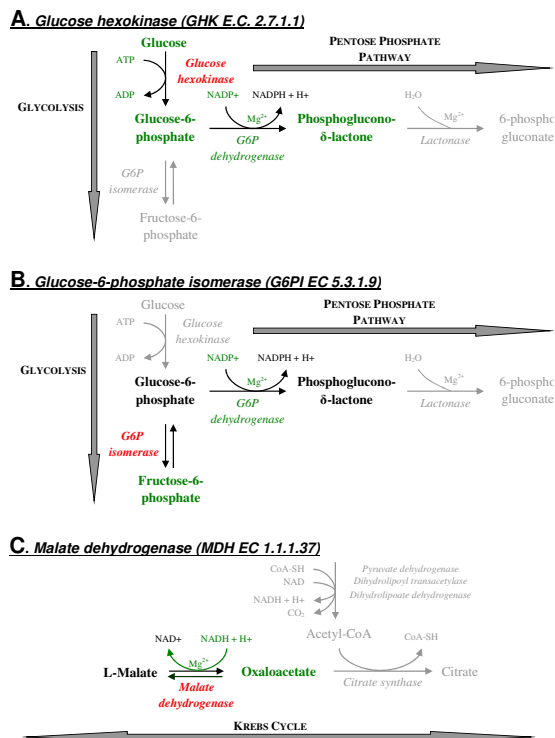 A. Glucose hexokinase (GHK E.C. 2.7.1.1)
Glucose
PENTOSE PHOSPHATE
PATHWAY
ATP
Glucose
hexokinase
GLYCOLYSIS
ADP
NADP+ NADPH + H+
H₂O
Glucose-6-
phosphate
Mg²⁺
Phosphoglucono-
δ-lactone
Mg²⁺
6-phospho
gluconate
G6P
dehydrogenase
Lactonase
G6P
isomerase
Fructose-6-
phosphate
B. Glucose-6-phosphate isomerase (G6PI EC 5.3.1.9)
Glucose
PENTOSE PHOSPHATE
PATHWAY
ATP
Glucose
hexokinase
GLYCOLYSIS
ADP
NADP+ NADPH + H+
H₂O
Glucose-6-
phosphate
Mg²⁺
Phosphoglucono-
δ-lactone
Mg²⁺
6-phospho
gluconate
G6P
dehydrogenase
Lactonase
G6P
isomerase
Fructose-6-
phosphate
C. Malate dehydrogenase (MDH EC 1.1.1.37)
CoA-SH
NAD
NADH + H+
CO₂
Pyruvate dehydrogenase
Dihydrolipoyl transacetylase
Dihydrolipoate dehydrogenase
Acetyl-CoA
CoA-SH
NAD+ NADH + H+
L-Malate
Mg²⁺
Oxaloacetate
Citrate
Malate
dehydrogenase
Citrate synthase
KREBS CYCLE